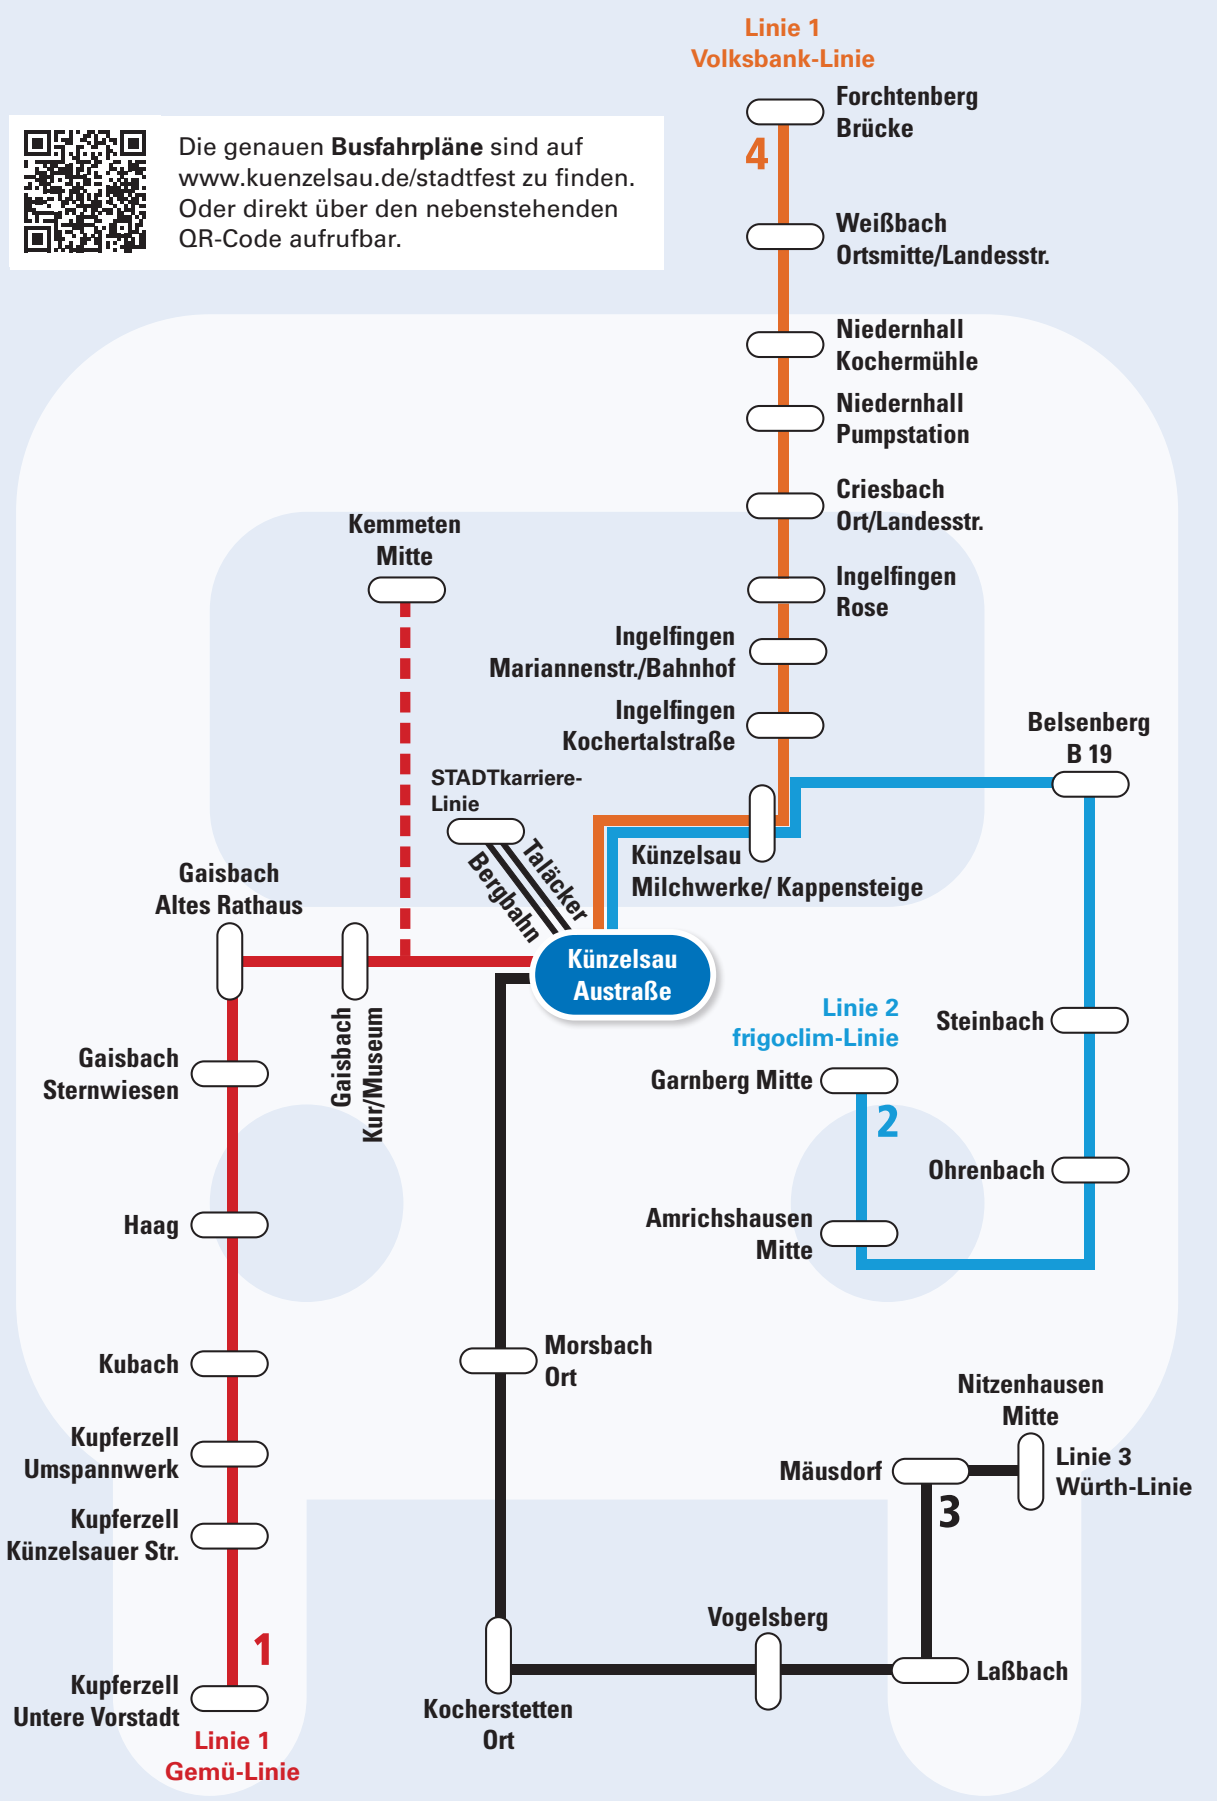 Linie 1
Volksbank-Linie
Forchtenberg
Brücke
4
Die genauen Busfahrpläne sind auf
www.kuenzelsau.de/stadtfest zu finden.
Oder direkt über den nebenstehenden
QR-Code aufrufbar.
Weißbach
Ortsmitte/Landesstr.
Niedernhall
Kochermühle
Niedernhall
Pumpstation
Criesbach
Ort/Landesstr.
Kemmeten
Mitte
Ingelfingen
Rose
Ingelfingen
Mariannenstr./Bahnhof
Ingelfingen
Kochertalstraße
Belsenberg
B 19
STADTkarriere-
Linie
Taläcker
Bergbahn
Künzelsau
Milchwerke/ Kappensteige
Gaisbach
Altes Rathaus
Künzelsau
Austraße
Gaisbach
Kur/Museum
Linie 2
frigoclim-Linie
Steinbach
Gaisbach
Sternwiesen
Garnberg Mitte
2
Ohrenbach
Haag
Amrichshausen
Mitte
Morsbach
Ort
Kubach
Nitzenhausen
Mitte
Kupferzell
Umspannwerk
Mäusdorf
Linie 3
Würth-Linie
3
Kupferzell
Künzelsauer Str.
Vogelsberg
1
Laßbach
Kupferzell
Untere Vorstadt
Kocherstetten
Ort
Linie 1
Gemü-Linie